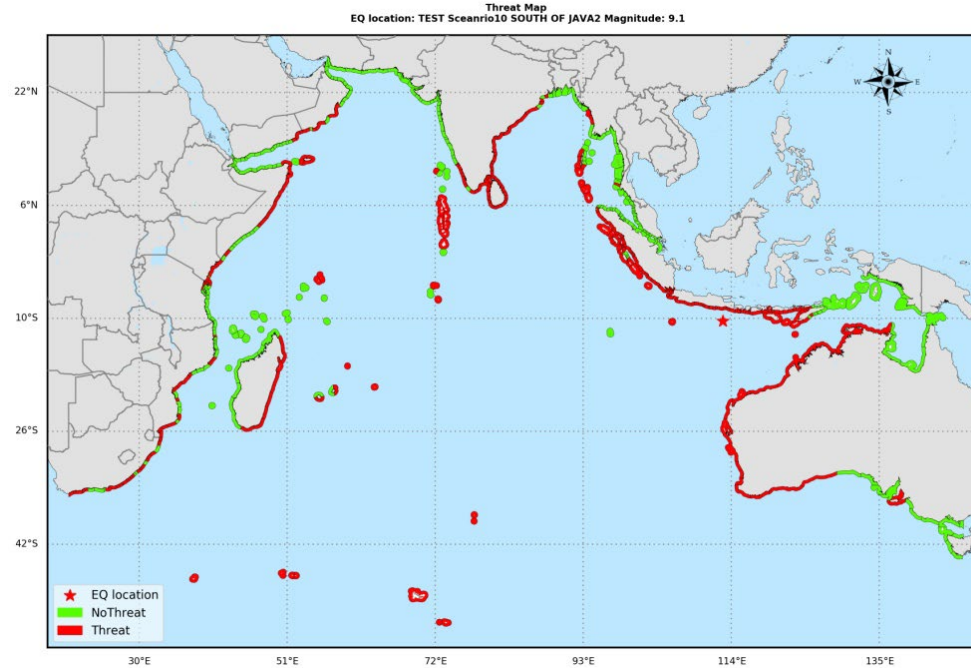 Threat Map
EQ location: TEST Sceanrio10 SOUTH OF JAVA2 Magnitude: 9.1
N
W E
S
22°N
6°N
10°S
26°S
42°S
EQ location
NoThreat
Threat
30°E 51°E 72°E 93°E 114°E 135°E